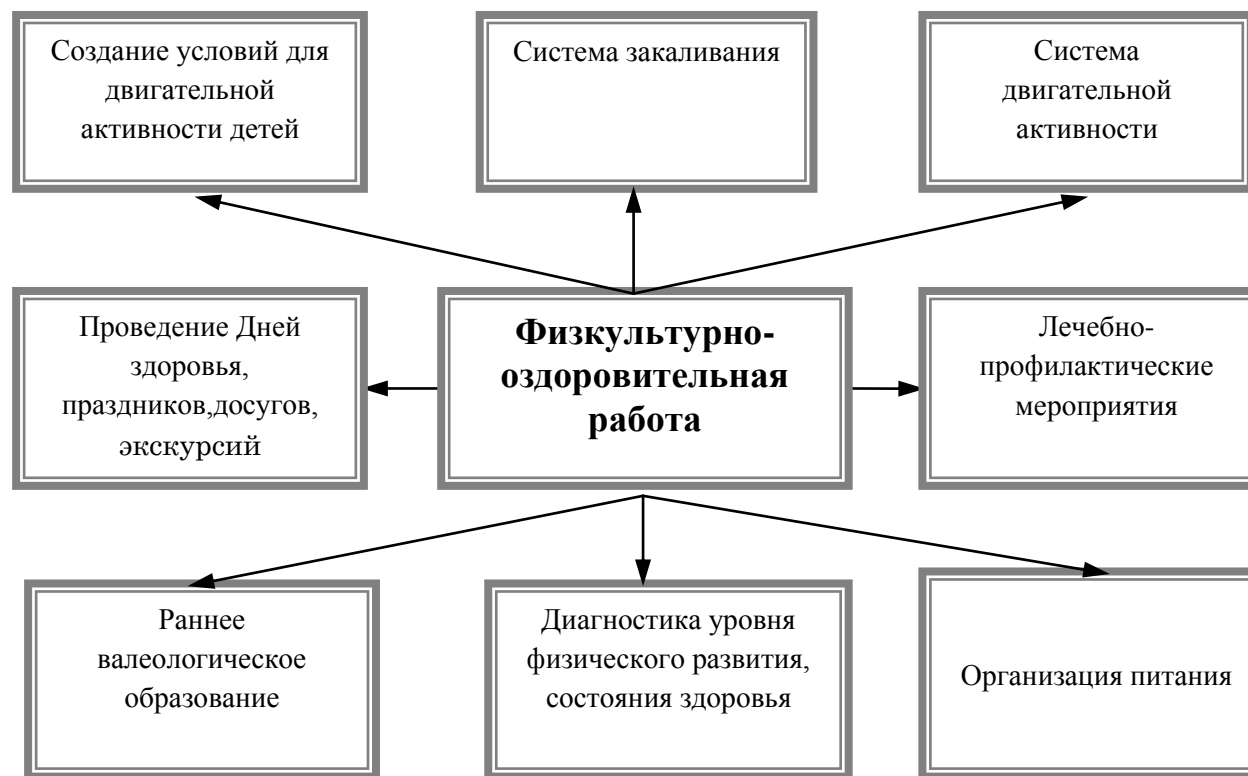 Создание условий для
двигательной
активности детей
Система закаливания
Система
двигательной
активности
Проведение Дней
здоровья,
праздников,досугов,
экскурсий
Физкультурно-
оздоровительная
работа
Лечебно-
профилактические
мероприятия
Раннее
валеологическое
образование
Диагностика уровня
физического развития,
состояния здоровья
Организация питания